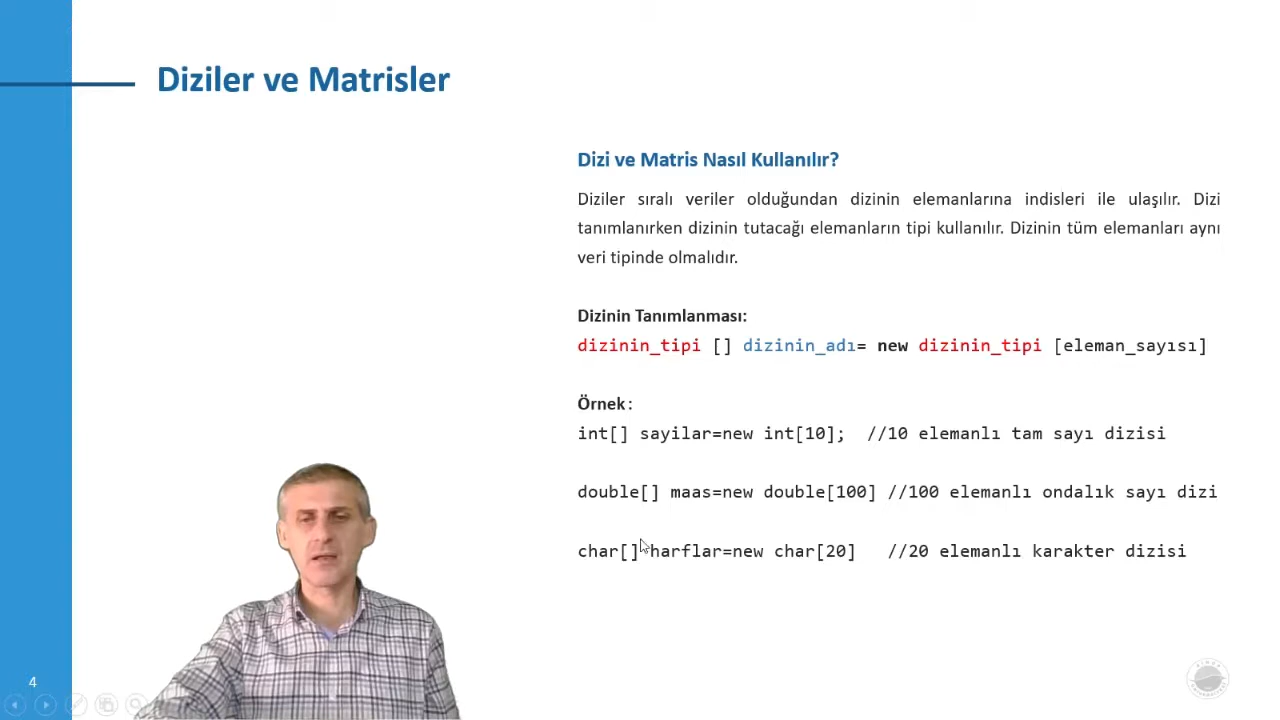 Diziler ve Matrisler
Dizi ve Matris Nasıl Kullanılır?
Diziler sıralı veriler olduğundan dizinin elemanlarına indisleri ile ulaşılır. Dizi
tanımlanırken dizinin tutacağı elemanların tipi kullanılır. Dizinin tüm elemanları aynı
veri tipinde olmalıdır.
Dizinin Tanımlanması:
dizinin_tipi [] dizinin_adı= new dizinin_tipi [eleman_sayısı]
Örnek:
int[] sayilar=new int[10]; //10 elemanlı tam sayı dizisi
double[] maas=new double[100] //100 elemanlı ondalık sayı dizi
char[] harflar=new char[20] //20 elemanlı karakter dizisi
4